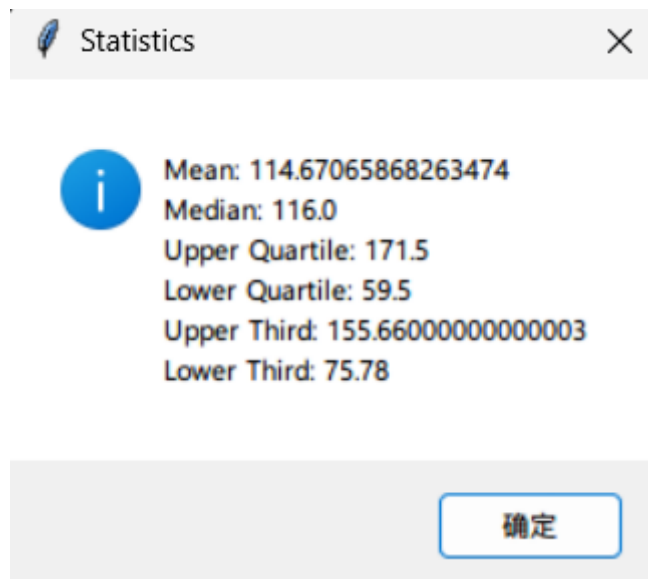 Statistics
Mean: 114.67065868263474
Median: 116.0
Upper Quartile: 171.5
Lower Quartile: 59.5
Upper Third: 155.66000000000003
Lower Third: 75.78
确定